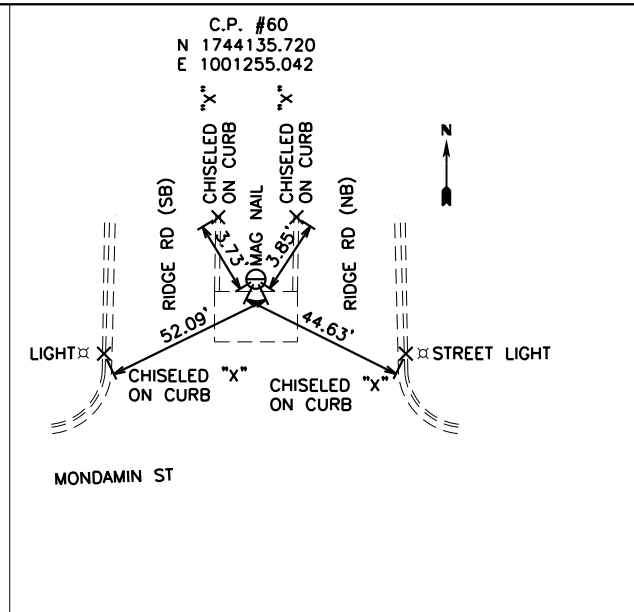 C.P. #60
N 1744135.720
E 1001255.042
N
RIDGE RD (SB)
CHISELED "X"
ON CURB
MAG NAIL
CHISELED "X"
ON CURB
RIDGE RD (NB)
3.73'
3.85'
52.09'
44.63'
LIGHT
STREET LIGHT
CHISELED "X"
ON CURB
CHISELED "X"
ON CURB
MONDAMIN ST